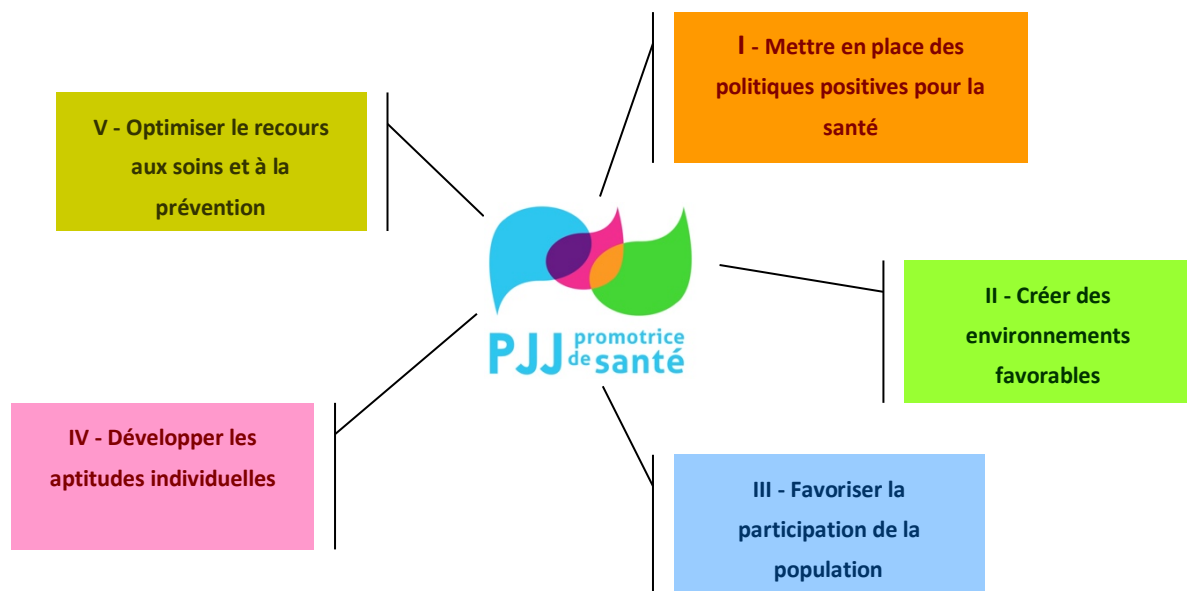 I - Mettre en place des
politiques positives pour la
santé
V - Optimiser le recours
aux soins et à la
prévention
II - Créer des
environnements
favorables
PJJ promotrice
de santé
IV - Développer les
aptitudes individuelles
III - Favoriser la
participation de la
population